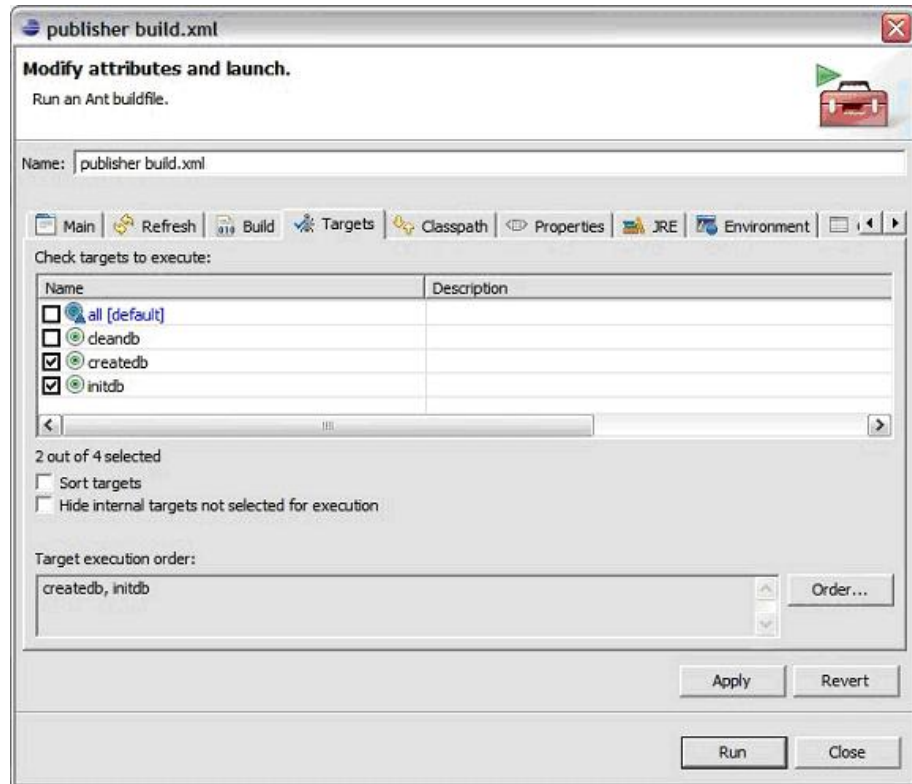 publisher build.xml
Modify attributes and launch.
Run an Ant buildfile.
Name: publisher build.xml
Main Refresh Build Targets Classpath Properties JRE Environment
Check targets to execute:
Name Description
all [default]
cleandb
createdb
initdb
2 out of 4 selected
Sort targets
Hide internal targets not selected for execution
Target execution order:
createdb, initdb
Order...
Apply Revert
Run Close